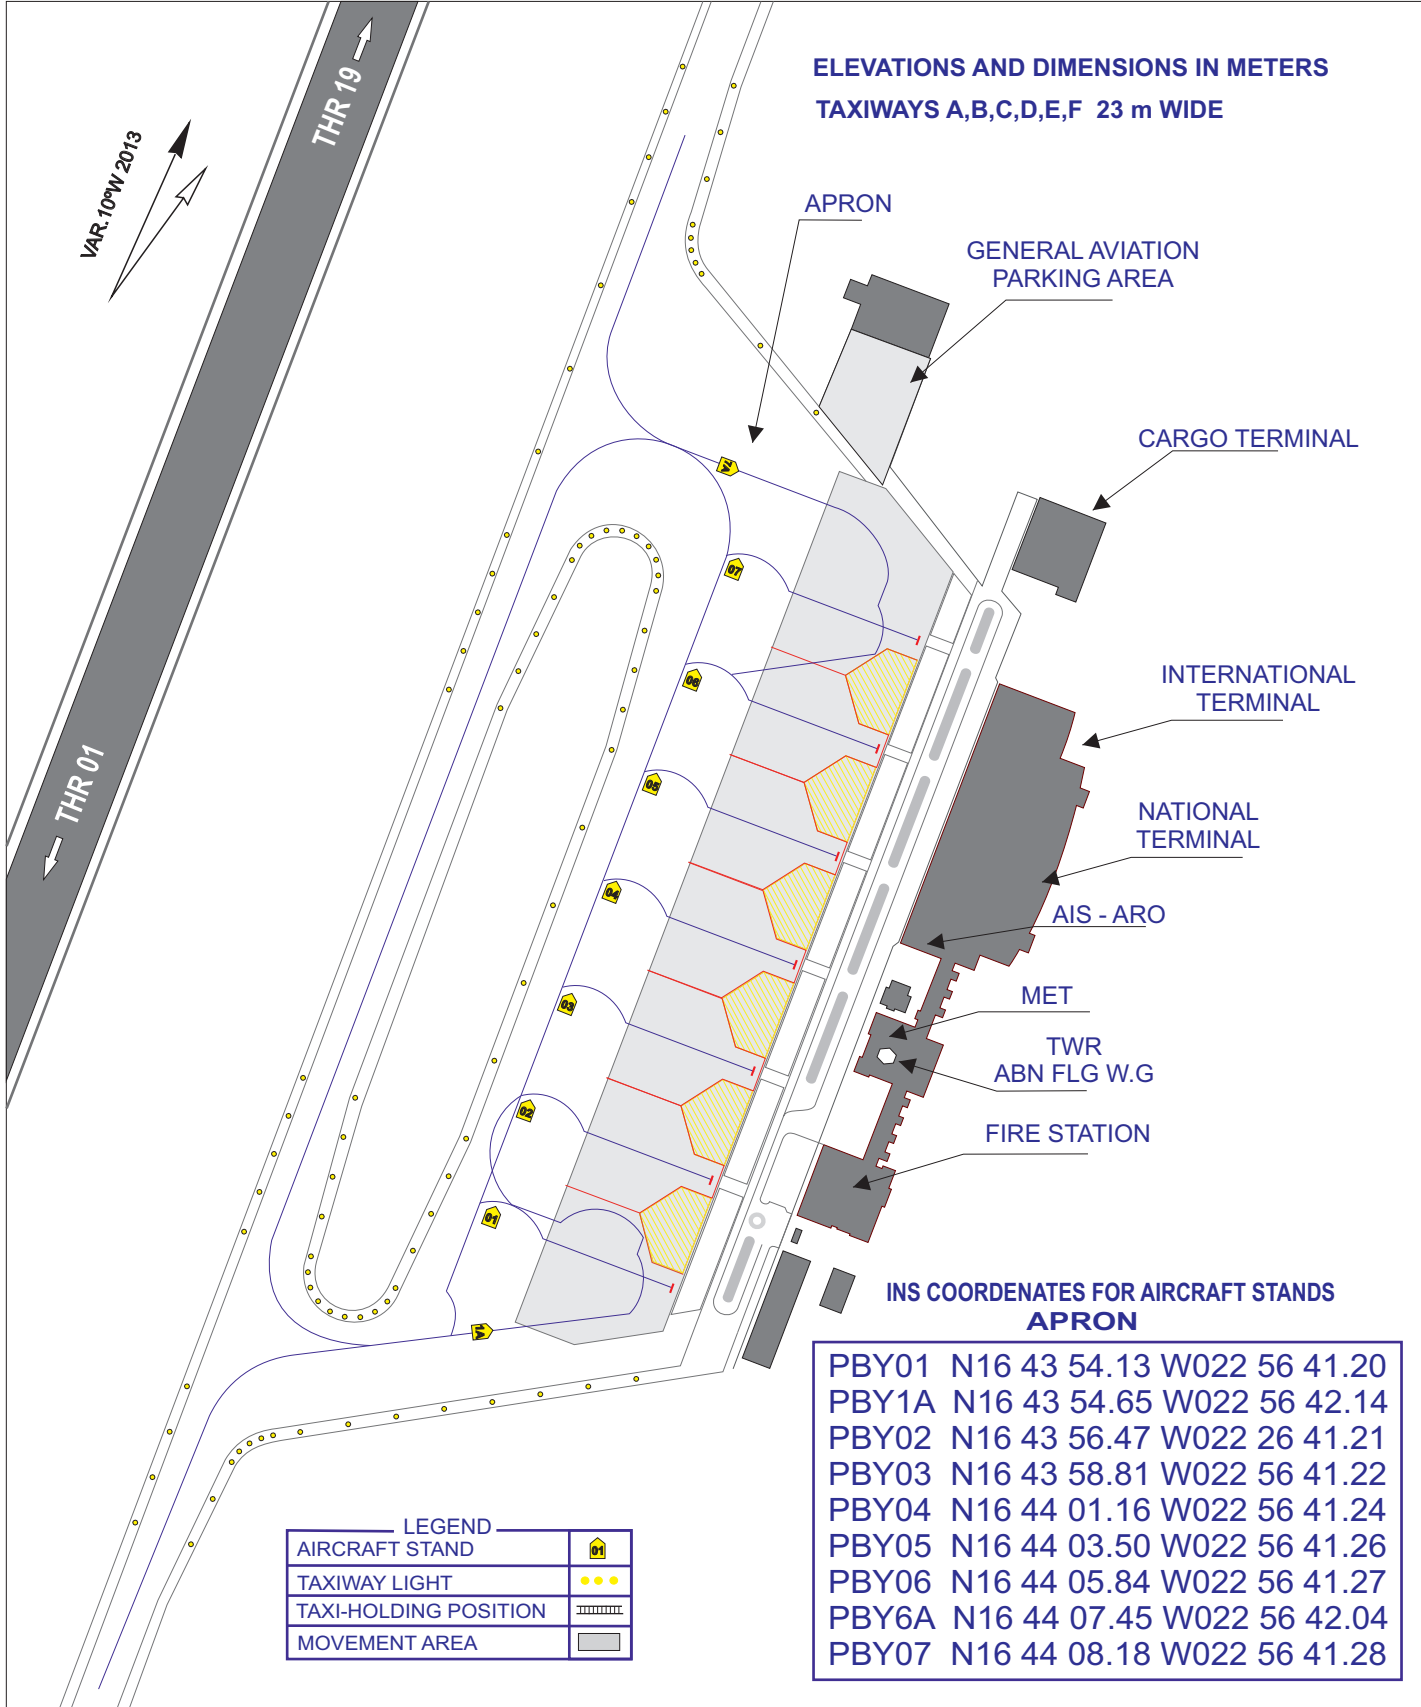 ELEVATIONS AND DIMENSIONS IN METERS
TAXIWAYS A,B,C,D,E,F 23 m WIDE
THR 19
VAR.10ºW 2013
APRON
GENERAL AVIATION
PARKING AREA
CARGO TERMINAL
7A
07
06
INTERNATIONAL
TERMINAL
THR 01
05
NATIONAL
TERMINAL
04
AIS - ARO
03
MET
TWR
ABN FLG W.G
02
FIRE STATION
01
1A
INS COORDENATES FOR AIRCRAFT STANDS
APRON
PBY01 N16 43 54.13 W022 56 41.20
PBY1A N16 43 54.65 W022 56 42.14
PBY02 N16 43 56.47 W022 26 41.21
PBY03 N16 43 58.81 W022 56 41.22
PBY04 N16 44 01.16 W022 56 41.24
PBY05 N16 44 03.50 W022 56 41.26
PBY06 N16 44 05.84 W022 56 41.27
PBY6A N16 44 07.45 W022 56 42.04
PBY07 N16 44 08.18 W022 56 41.28
LEGEND
AIRCRAFT STAND 01
TAXIWAY LIGHT
TAXI-HOLDING POSITION
MOVEMENT AREA